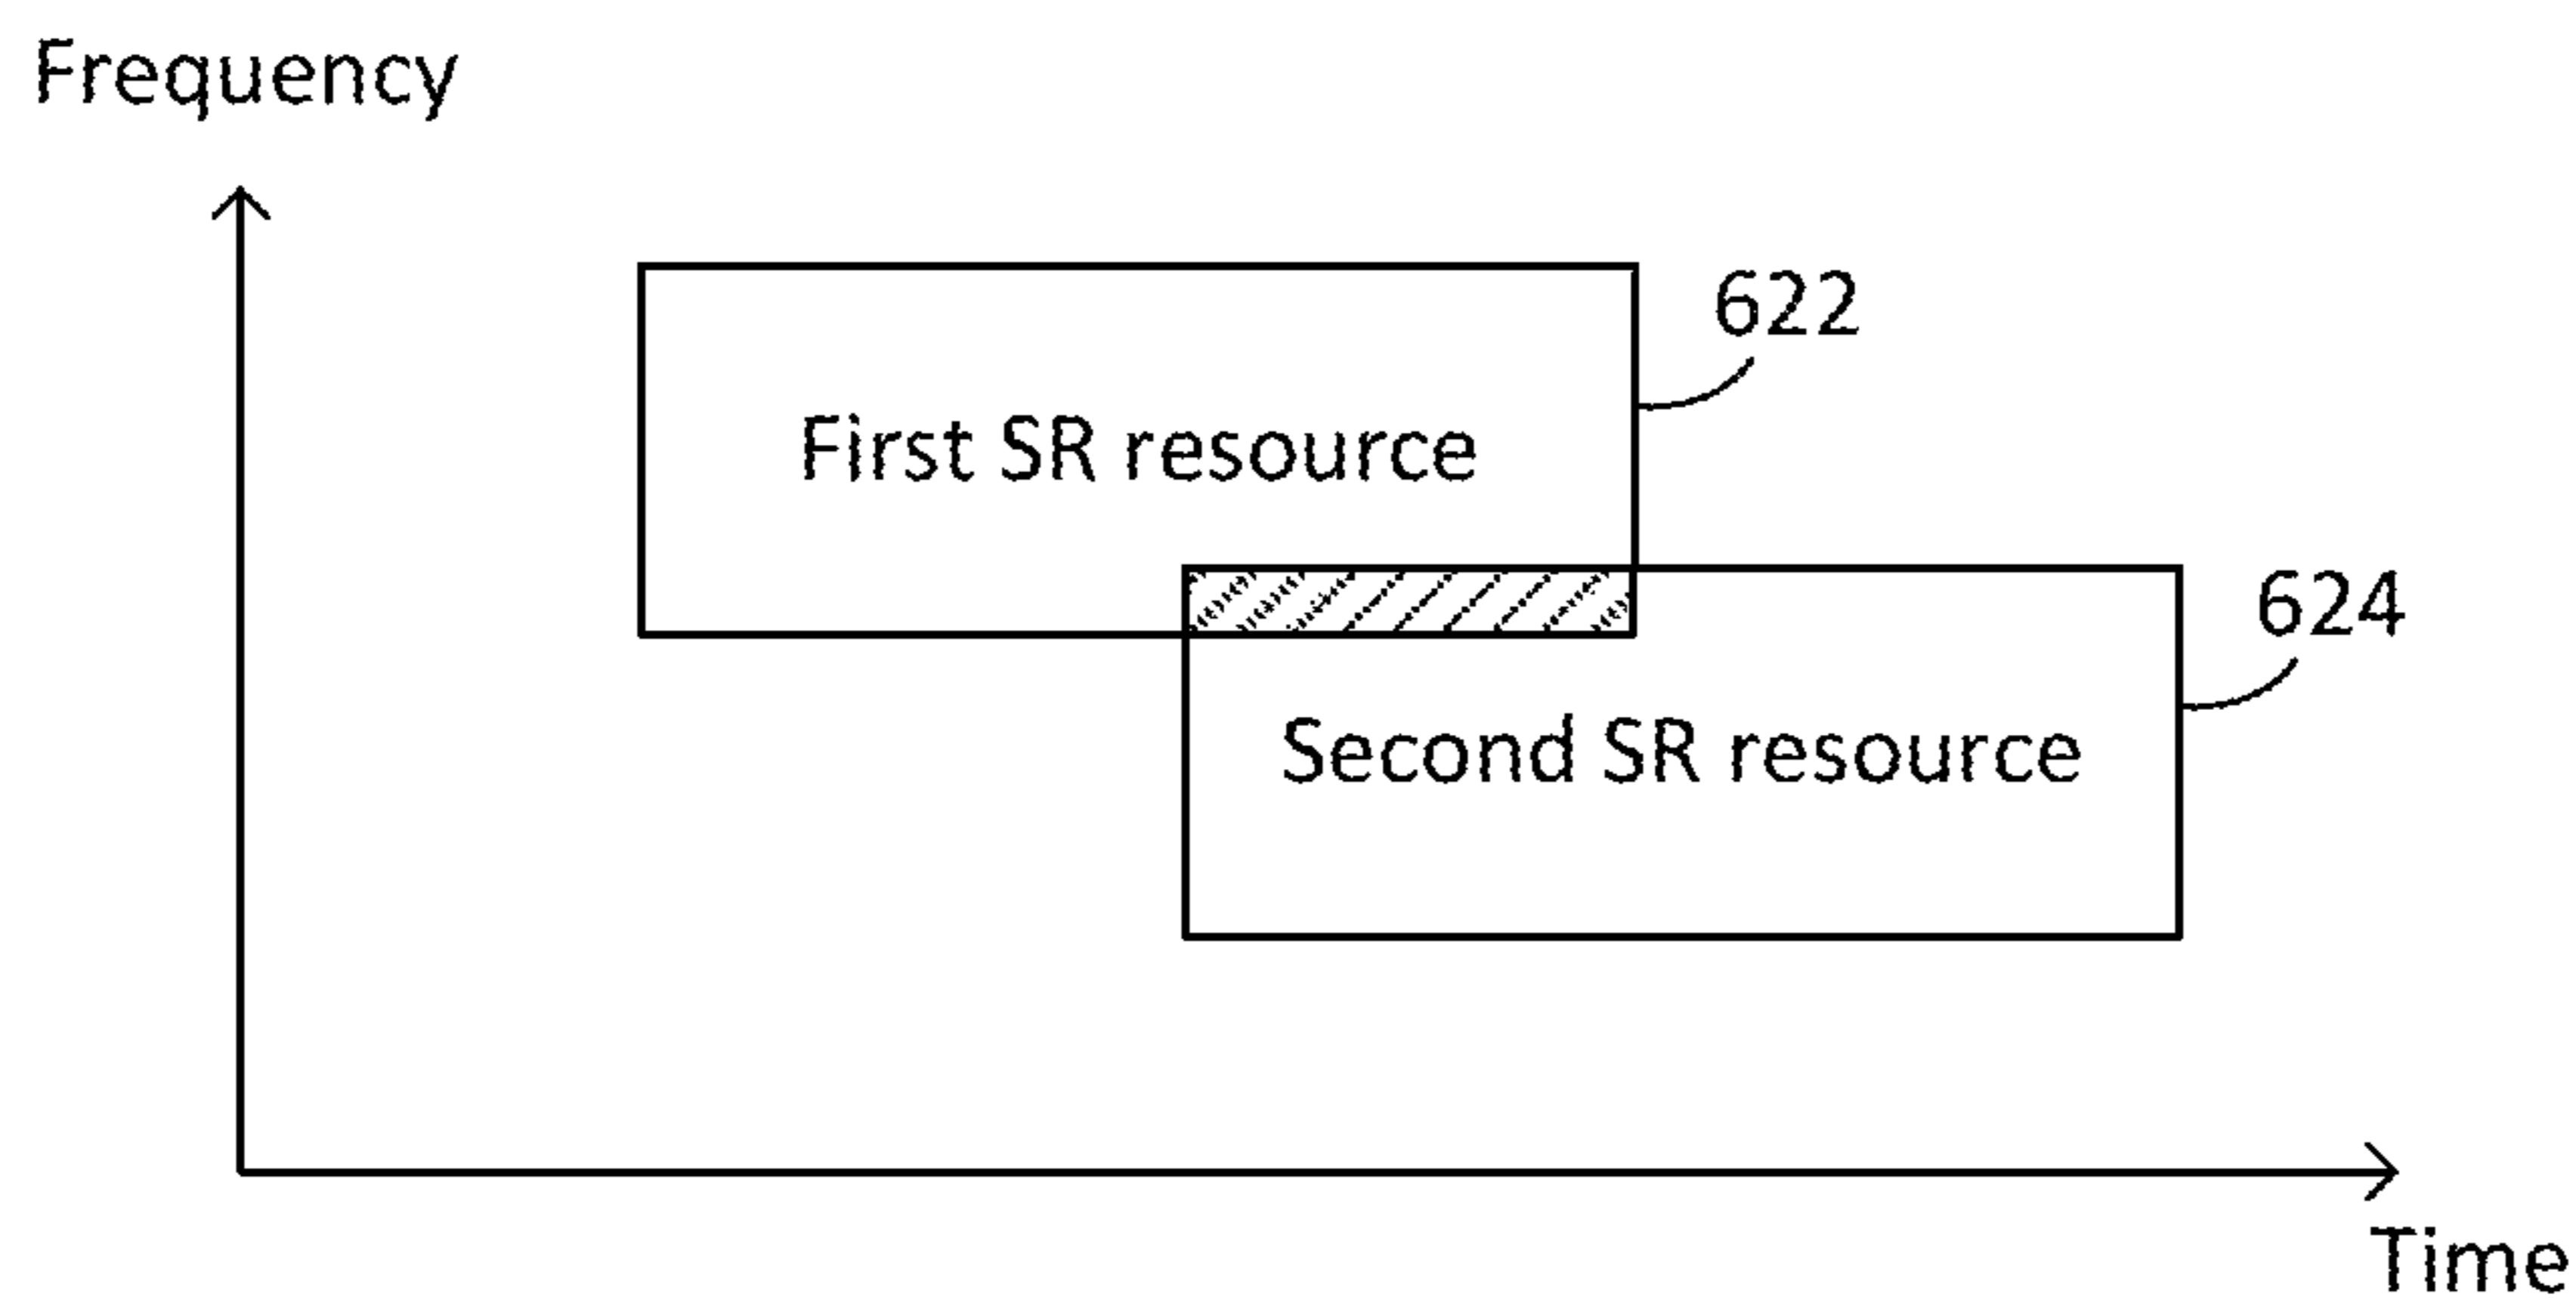 Frequency
622
First SR resource
624
Second SR resource
Time